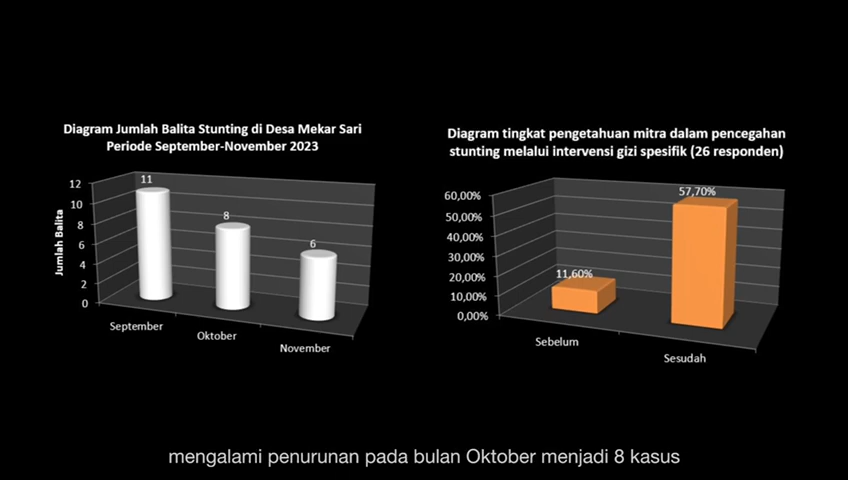 Diagram Jumlah Balita Stunting di Desa Mekar Sari
Periode September-November 2023
Jumlah Balita
12
10
8
6
4
2
0
11
8
6
September
Oktober
November
Diagram tingkat pengetahuan mitra dalam pencegahan
stunting melalui intervensi gizi spesifik (26 responden)
60,00%
50,00%
40,00%
30,00%
20,00%
10,00%
0,00%
11,60%
57,70%
Sebelum
Sesudah
mengalami penurunan pada bulan Oktober menjadi 8 kasus